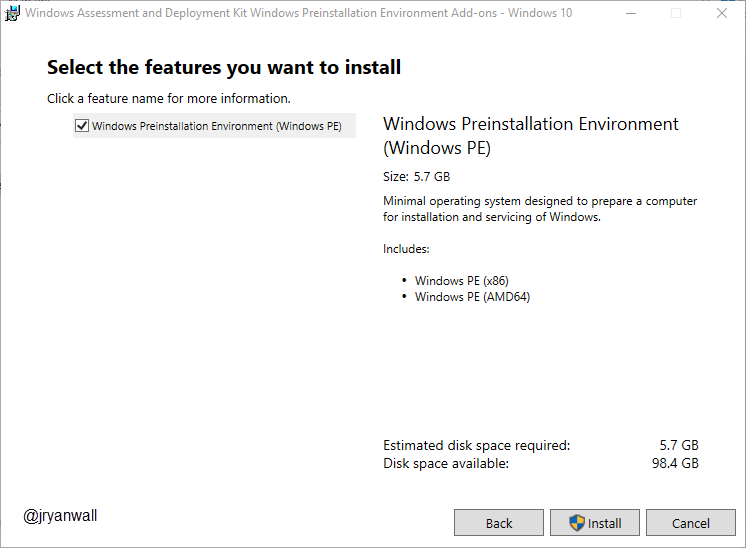 Windows Assessment and Deployment Kit Windows Preinstallation Environment Add-ons - Windows 10
Select the features you want to install
Click a feature name for more information.
Windows Preinstallation Environment (Windows PE)
Windows Preinstallation Environment
(Windows PE)
Size: 5.7 GB
Minimal operating system designed to prepare a computer
for installation and servicing of Windows.
Includes:
• Windows PE (x86)
• Windows PE (AMD64)
Estimated disk space required: 5.7 GB
Disk space available: 98.4 GB
@jryanwall
Back Install Cancel